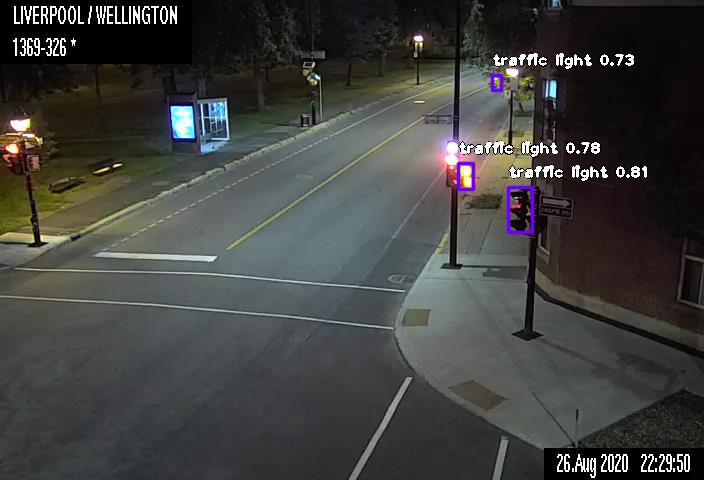 LIVERPOOL / WELLINGTON
1369-326 *
traffic light 0.73
traffic light 0.78
traffic light 0.81
26.Aug 2020 22:29:50